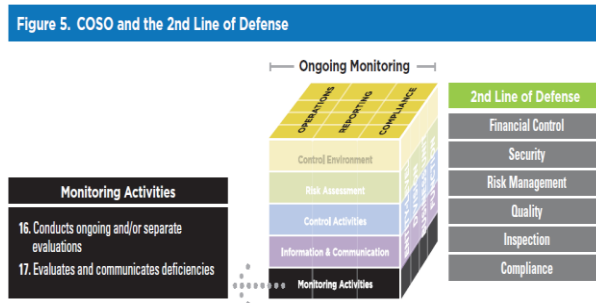 Figure 5. COSO and the 2nd Line of Defense
Ongoing Monitoring
OPERATIONS
REPORTING
COMPLIANCE
Control Environment
Risk Assessment
Control Activities
Information & Communication
Monitoring Activities
Monitoring Activities
16. Conducts ongoing and/or separate
evaluations
17. Evaluates and communicates deficiencies
2nd Line of Defense
Financial Control
Security
Risk Management
Quality
Inspection
Compliance